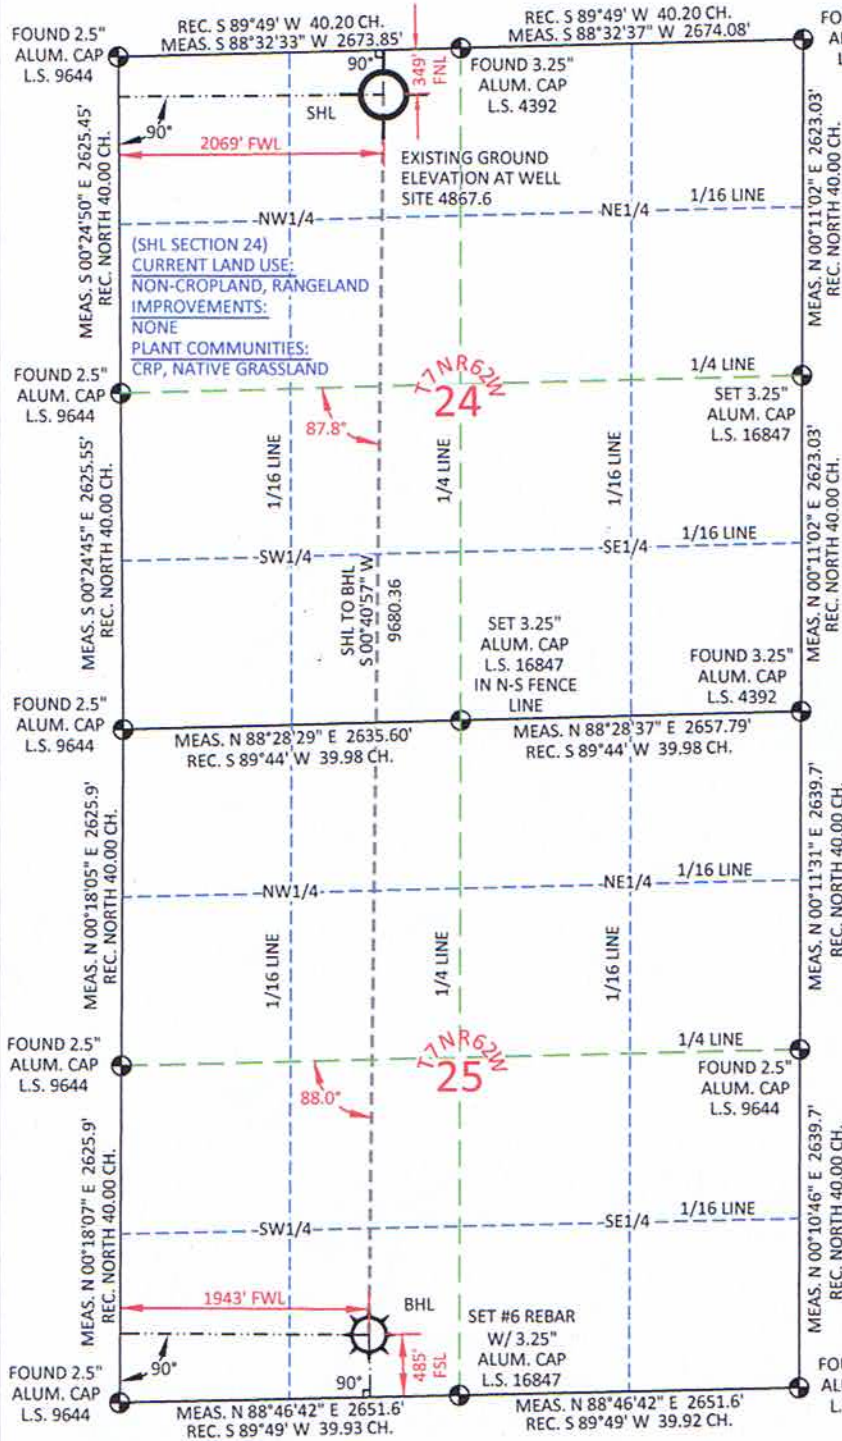 REC. S 89°49' W 40.20 CH.
MEAS. S 88°32'33" W 2673.85'
REC. S 89°49' W 40.20 CH.
MEAS. S 88°32'37" W 2674.08'
FOUND 2.5"
ALUM. CAP
L.S. 9644
90°
349'
FNL
FOUND 3.25"
ALUM. CAP
L.S. 4392
SHL
90°
2069' FWL
EXISTING GROUND
ELEVATION AT WELL
SITE 4867.6
MEAS. S 00°24'50" E 2625.45'
REC. NORTH 40.00 CH.
MEAS. N 00°11'02" E 2623.03'
REC. NORTH 40.00 CH.
1/16 LINE
NW1/4
NE1/4
(SHL SECTION 24)
CURRENT LAND USE:
NON-CROPLAND, RANGELAND
IMPROVEMENTS:
NONE
PLANT COMMUNITIES:
CRP, NATIVE GRASSLAND
FOUND 2.5"
ALUM. CAP
L.S. 9644
T7NR62W
24
1/4 LINE
SET 3.25"
ALUM. CAP
L.S. 16847
87.8°
1/16 LINE
1/4 LINE
1/16 LINE
MEAS. S 00°24'45" E 2625.55'
REC. NORTH 40.00 CH.
MEAS. N 00°11'02" E 2623.03'
REC. NORTH 40.00 CH.
1/16 LINE
SW1/4
SE1/4
SHL TO BHL
S 00°40'57" W
9680.36
SET 3.25"
ALUM. CAP
L.S. 16847
IN N-S FENCE
LINE
FOUND 3.25"
ALUM. CAP
L.S. 4392
FOUND 2.5"
ALUM. CAP
L.S. 9644
MEAS. N 88°28'29" E 2635.60'
REC. S 89°44' W 39.98 CH.
MEAS. N 88°28'37" E 2657.79'
REC. S 89°44' W 39.98 CH.
MEAS. N 00°18'05" E 2625.9'
REC. NORTH 40.00 CH.
MEAS. N 00°11'31" E 2639.7'
REC. NORTH 40.00 CH.
1/16 LINE
NW1/4
NE1/4
1/16 LINE
1/4 LINE
1/16 LINE
FOUND 2.5"
ALUM. CAP
L.S. 9644
T7NR62W
25
1/4 LINE
FOUND 2.5"
ALUM. CAP
L.S. 9644
88.0°
MEAS. N 00°18'07" E 2625.9'
REC. NORTH 40.00 CH.
MEAS. N 00°10'46" E 2639.7'
REC. NORTH 40.00 CH.
1/16 LINE
SW1/4
SE1/4
1943' FWL
BHL
SET #6 REBAR
W/ 3.25"
ALUM. CAP
L.S. 16847
485'
FSL
90°
90°
FOUND 2.5"
ALUM. CAP
L.S. 9644
MEAS. N 88°46'42" E 2651.6'
REC. S 89°49' W 39.93 CH.
MEAS. N 88°46'42" E 2651.6'
REC. S 89°49' W 39.92 CH.